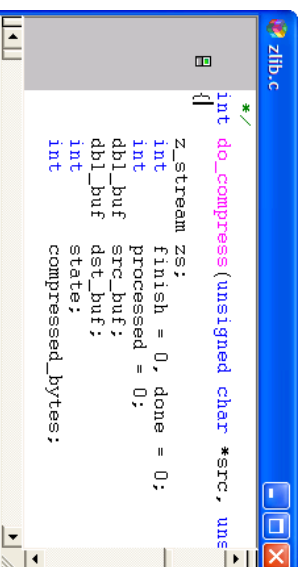 zlib.c
*/
int do_compress(unsigned char *src, uns
{
z_stream zs;
int finish = 0, done = 0;
int processed = 0;
dbl_buf src_buf;
dbl_buf dst_buf;
int state;
int compressed_bytes;